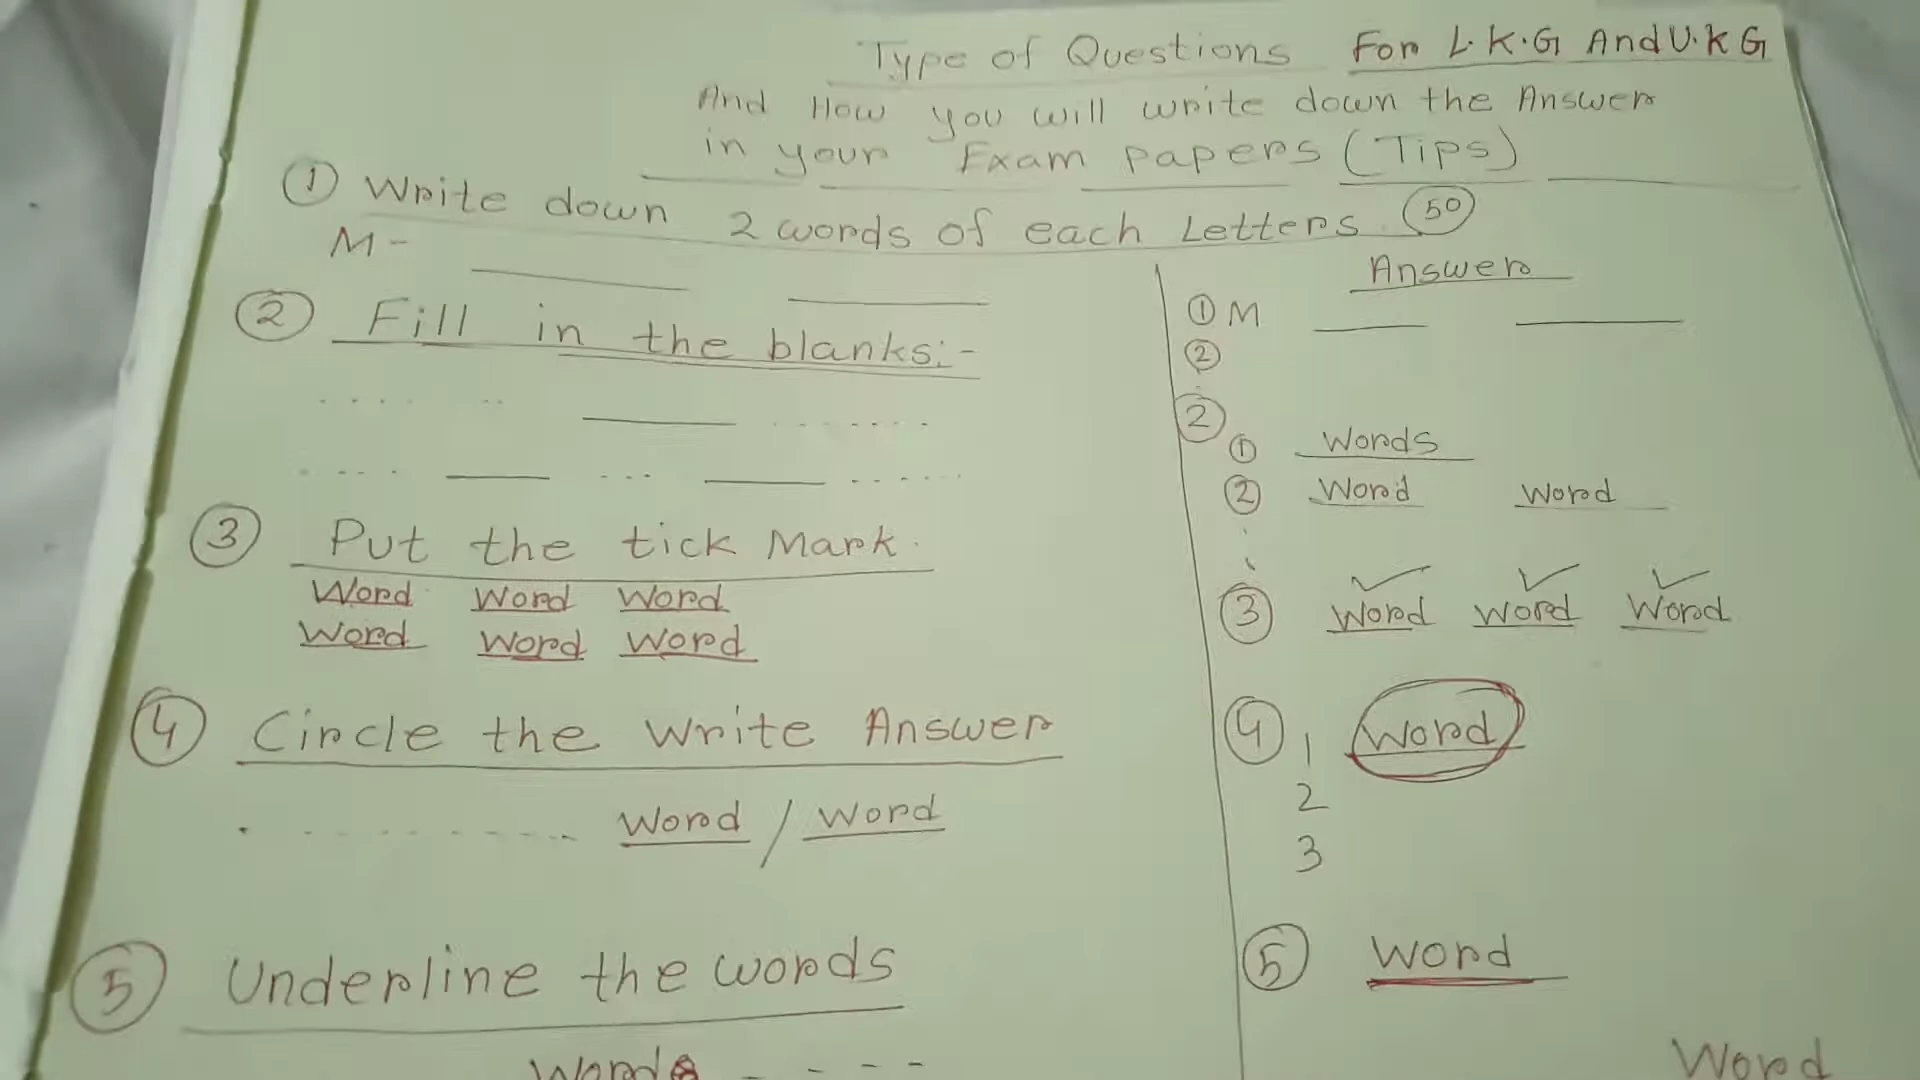 Type of Questions For L.K.G And U.K G
And How you will write down the Answer
in your Exam papers (Tips)
① Write down 2 words of each Letters. 50
M-
② Fill in the blanks:-
③ Put the tick Mark.
Word Word Word
Word Word Word
④ Circle the Write Answer
Word / Word
⑤ Underline the words
Words
Answer
① M
②
②
① Words
② Word Word
③ Word Word Word
④ 1 Word
2
3
⑤ Word
Word